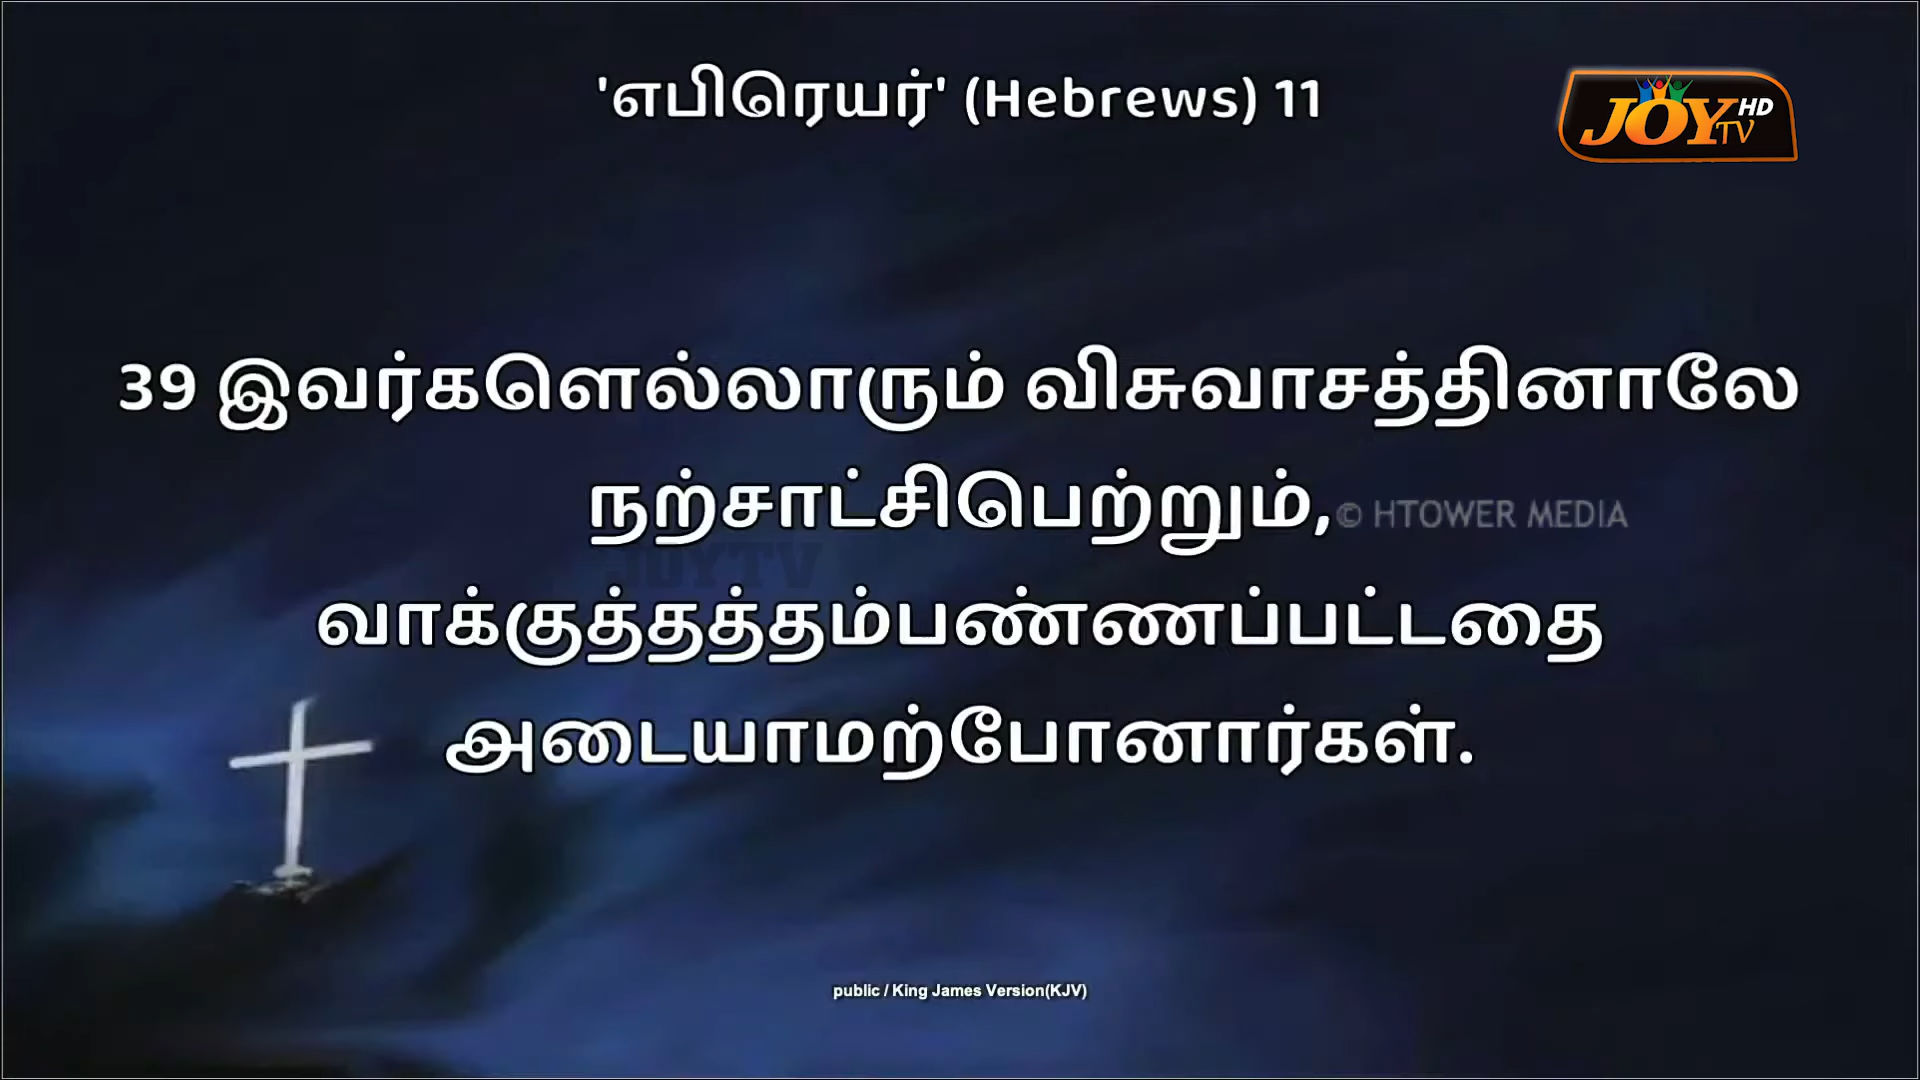 'எபிரெயர்' (Hebrews) 11
JOY TV HD
39 இவர்களெல்லாரும் விசுவாசத்தினாலே
நற்சாட்சிபெற்றும்,
© HTOWER MEDIA
JOYTV
வாக்குத்தத்தம்பண்ணப்பட்டதை
அடையாமற்போனார்கள்.
public / King James Version(KJV)